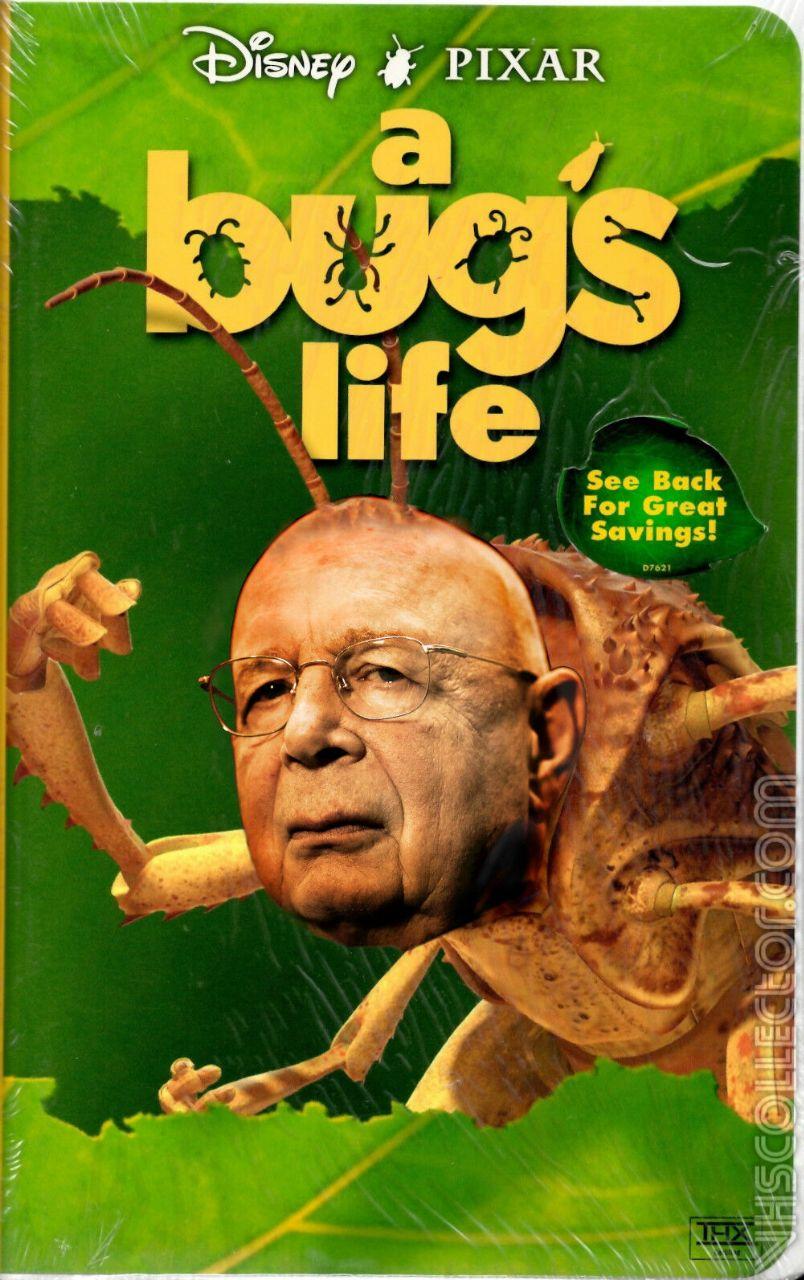 Disney PIXAR
a
bug's
life
See Back
For Great
Savings!
D7621
VHSCOLLECTOR.COM
THX